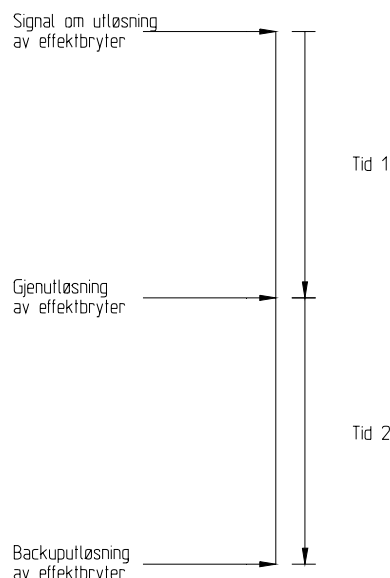 Signal om utløsning
av effektbryter
Tid 1
Gjenutløsning
av effektbryter
Tid 2
Backuputløsning
av effektbryter